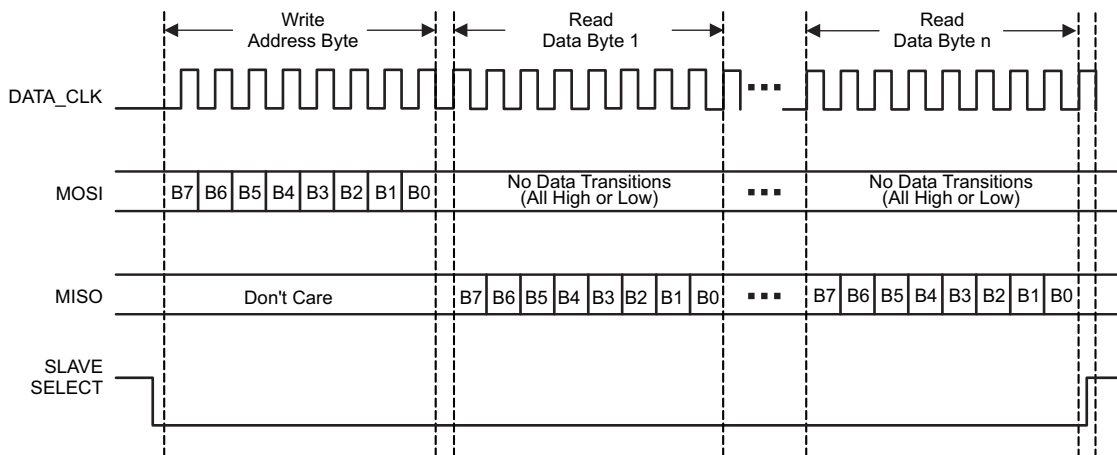 Write
Address Byte
Read
Data Byte 1
Read
Data Byte n
DATA_CLK
MOSI
B7 B6 B5 B4 B3 B2 B1 B0
No Data Transitions
(All High or Low)
No Data Transitions
(All High or Low)
MISO
Don't Care
B7 B6 B5 B4 B3 B2 B1 B0
B7 B6 B5 B4 B3 B2 B1 B0
SLAVE
SELECT